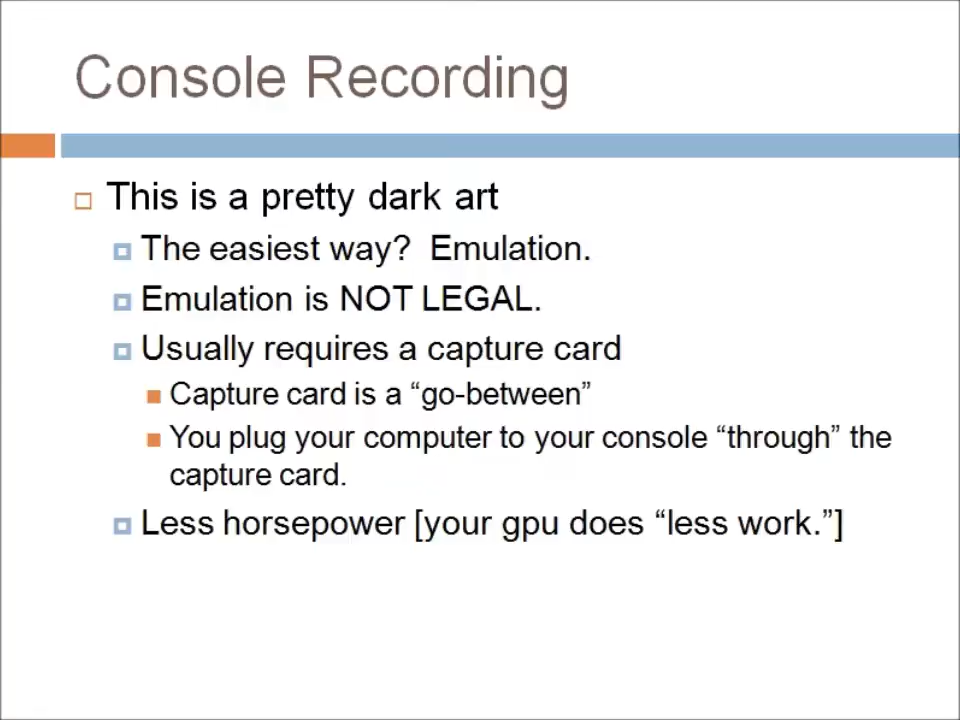 Console Recording
This is a pretty dark art
The easiest way?  Emulation.
Emulation is NOT LEGAL.
Usually requires a capture card
Capture card is a “go-between”
You plug your computer to your console “through” the
capture card.
Less horsepower [your gpu does “less work.”]